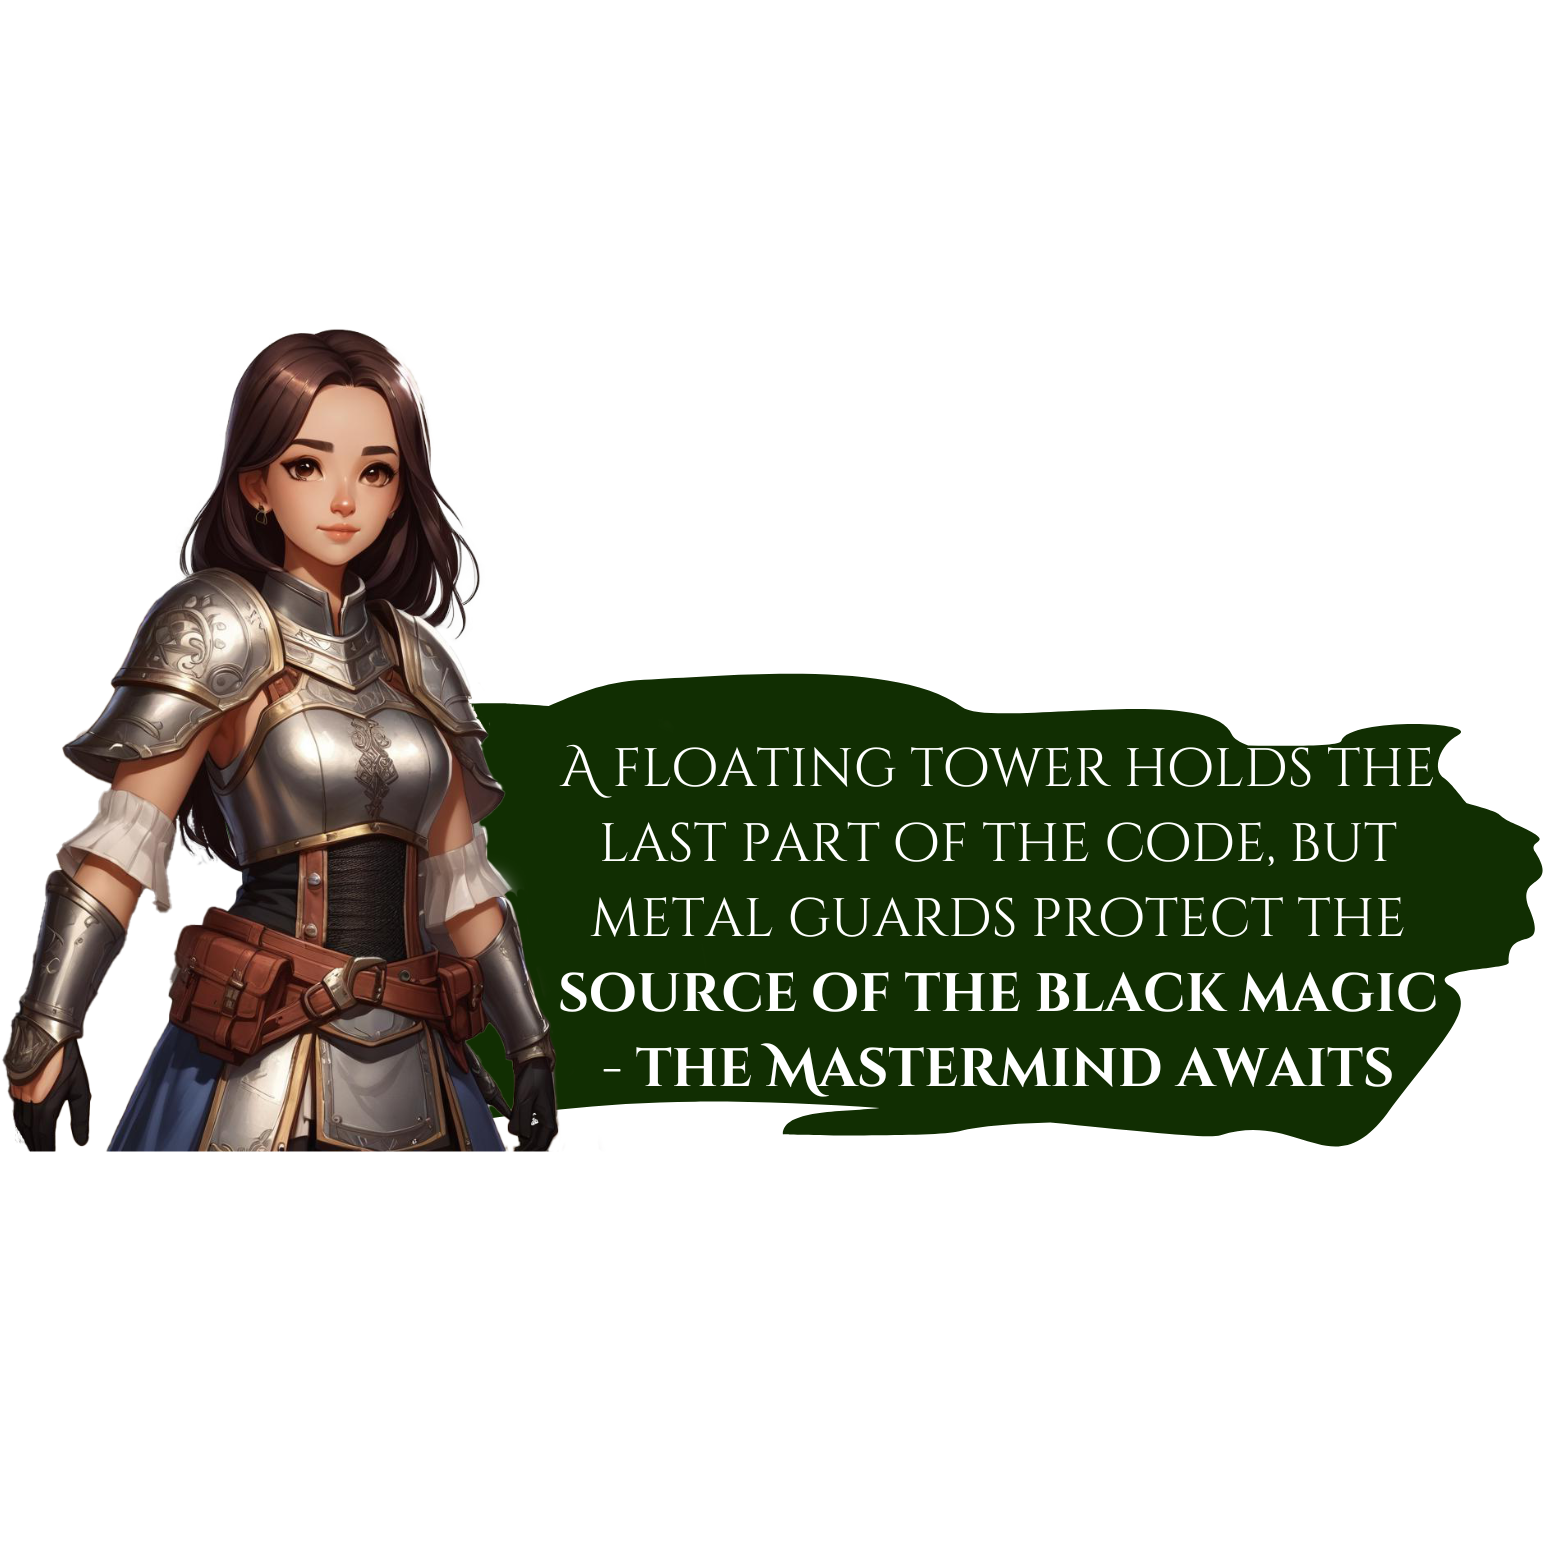 A floating tower holds the
last part of the Code, but
metal guards protect the
source of the Black Magic
- the Mastermind awaits